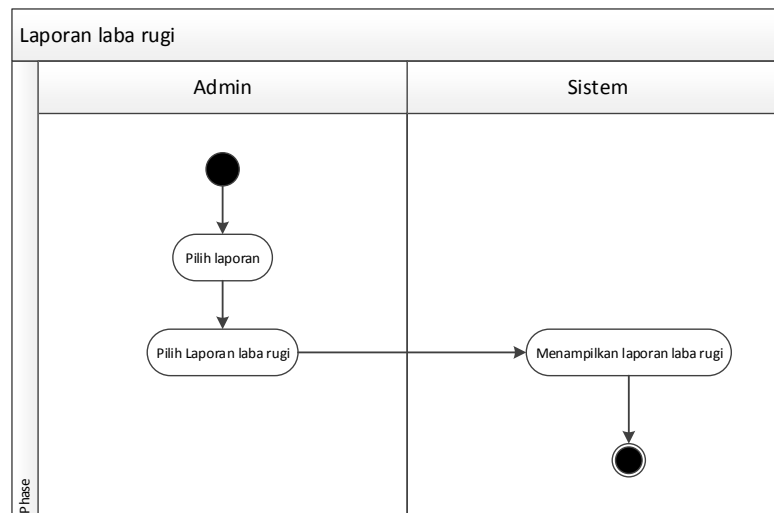 Laporan laba rugi
Admin
Sistem
Pilih laporan
Pilih Laporan laba rugi
Menampilkan laporan laba rugi
Phase